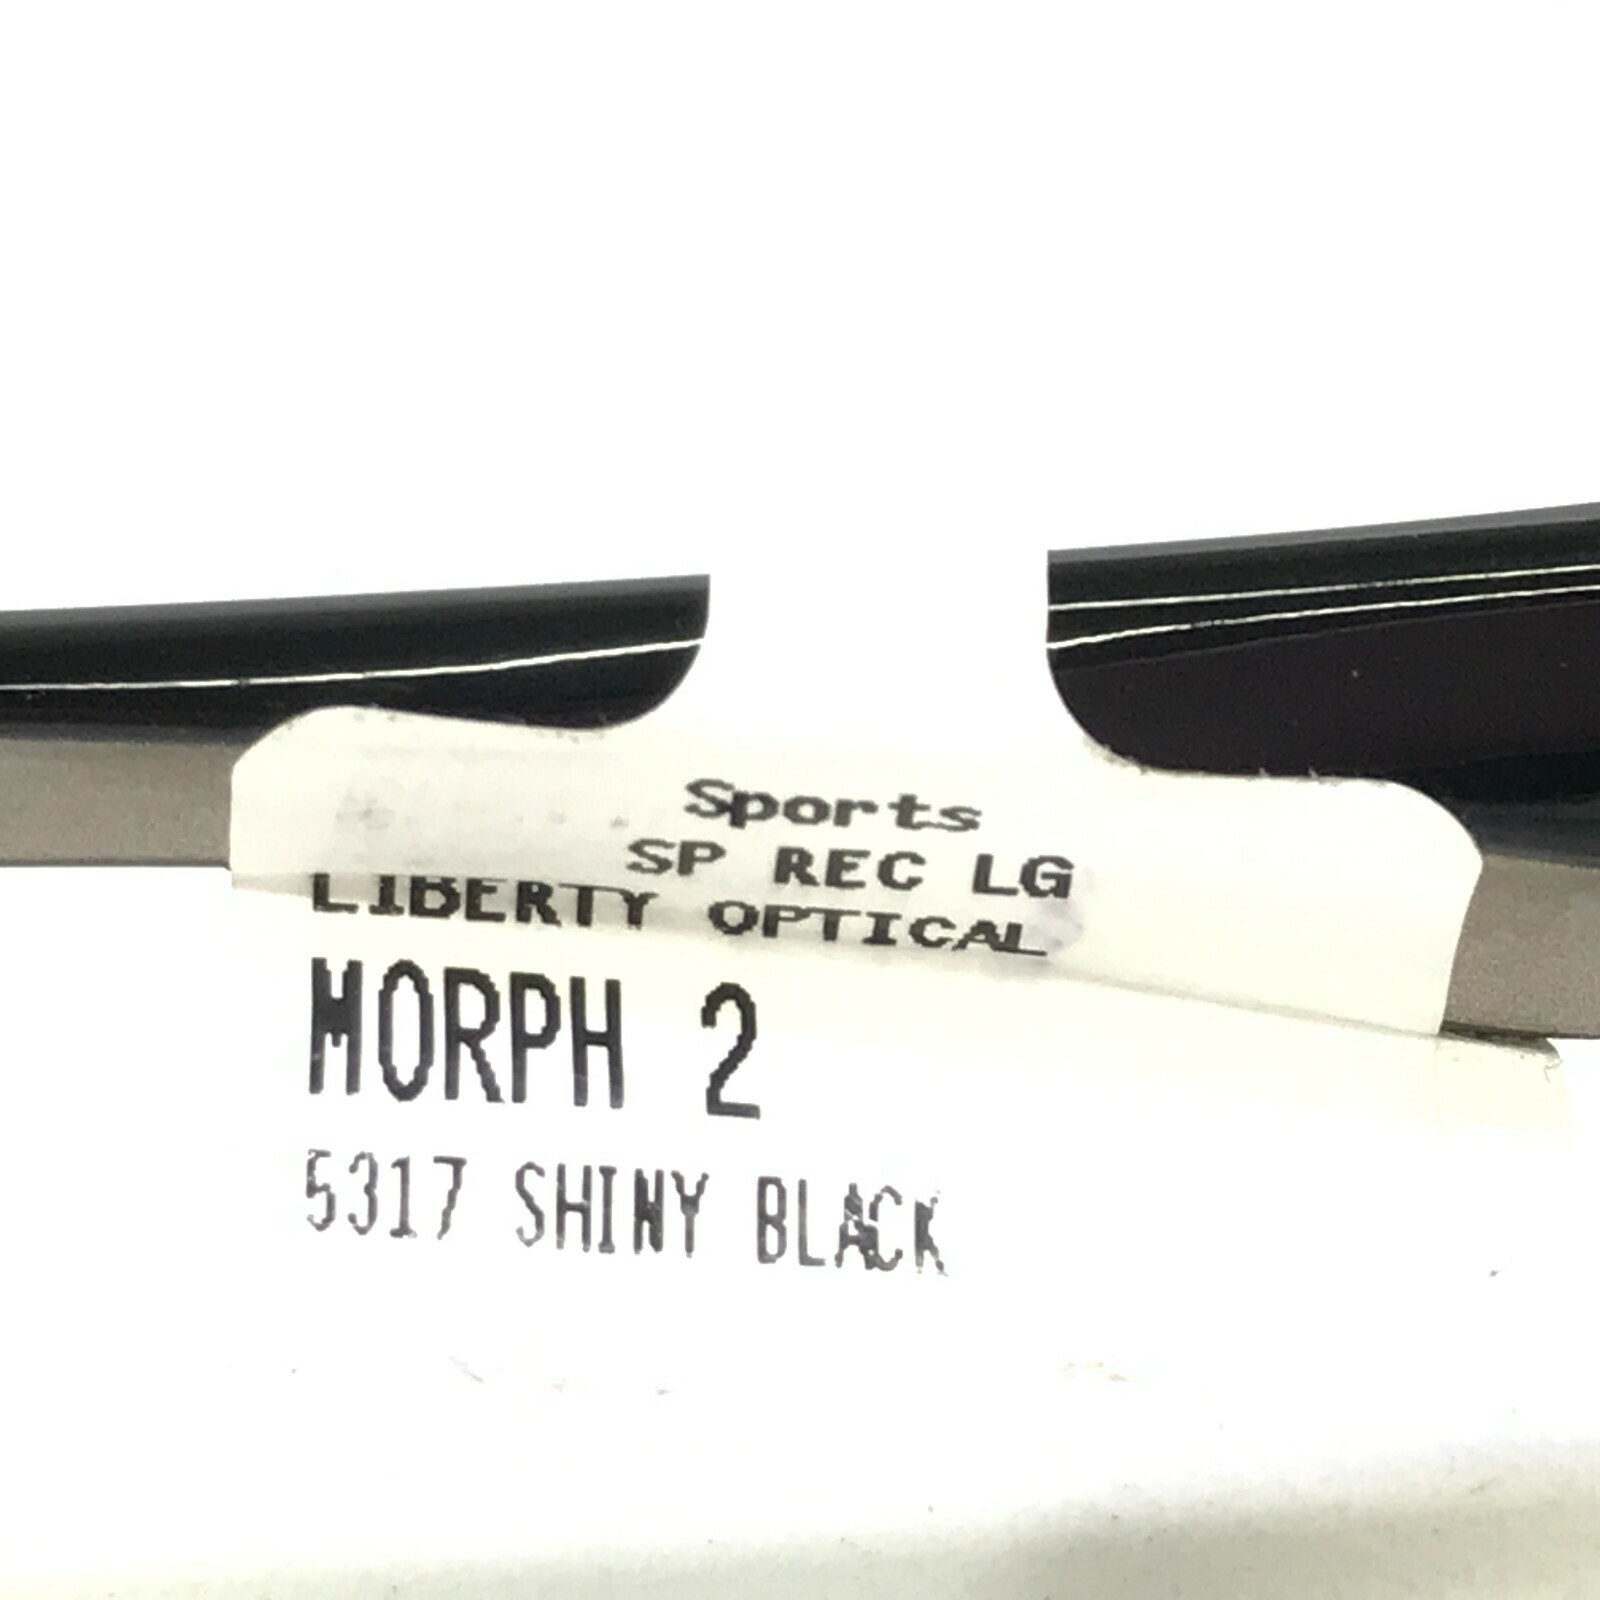 Sports
SP REC LG
LIBERTY OPTICAL
MORPH 2
5317 SHINY BLACK